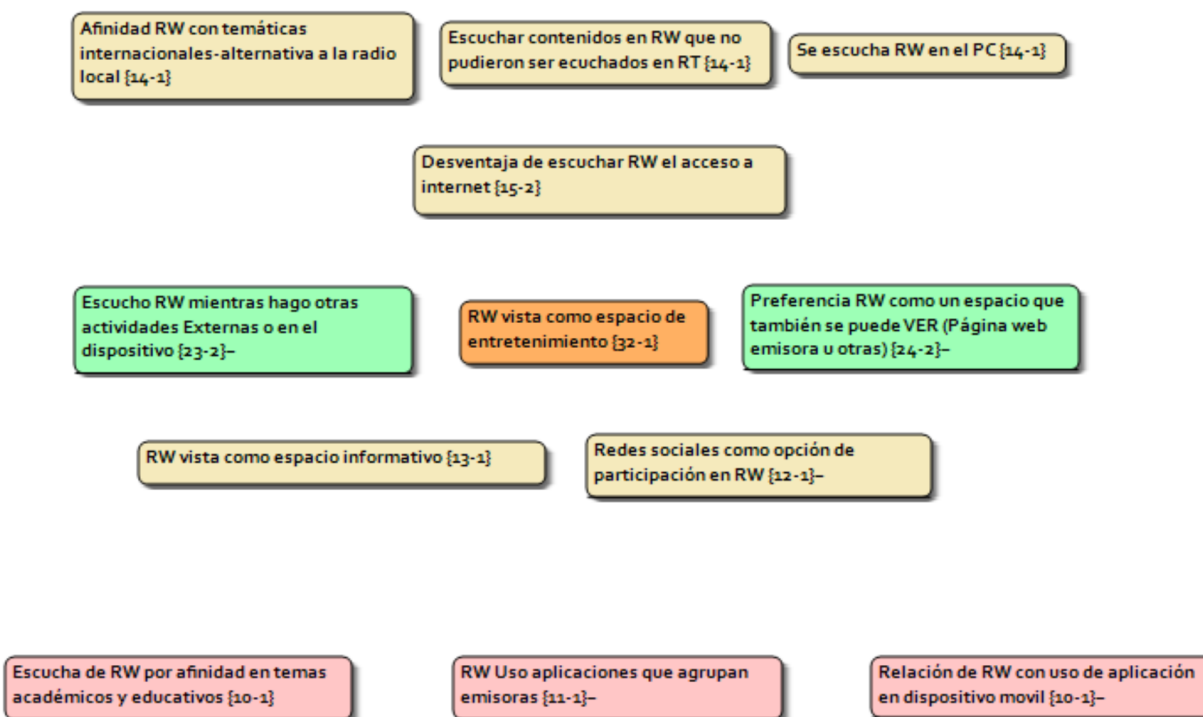 Afinidad RW con temáticas
internacionales-alternativa a la radio
local {14-1}
Escuchar contenidos en RW que no
pudieron ser ecuchados en RT {14-1}
Se escucha RW en el PC {14-1}
Desventaja de escuchar RW el acceso a
internet {15-2}
Escucho RW mientras hago otras
actividades Externas o en el
dispositivo {23-2}~
RW vista como espacio de
entretenimiento {32-1}
Preferencia RW como un espacio que
también se puede VER (Página web
emisora u otras) {24-2}~
RW vista como espacio informativo {13-1}
Redes sociales como opción de
participación en RW {12-1}~
Escucha de RW por afinidad en temas
académicos y educativos {10-1}
RW Uso aplicaciones que agrupan
emisoras {11-1}~
Relación de RW con uso de aplicación
en dispositivo movil {10-1}~